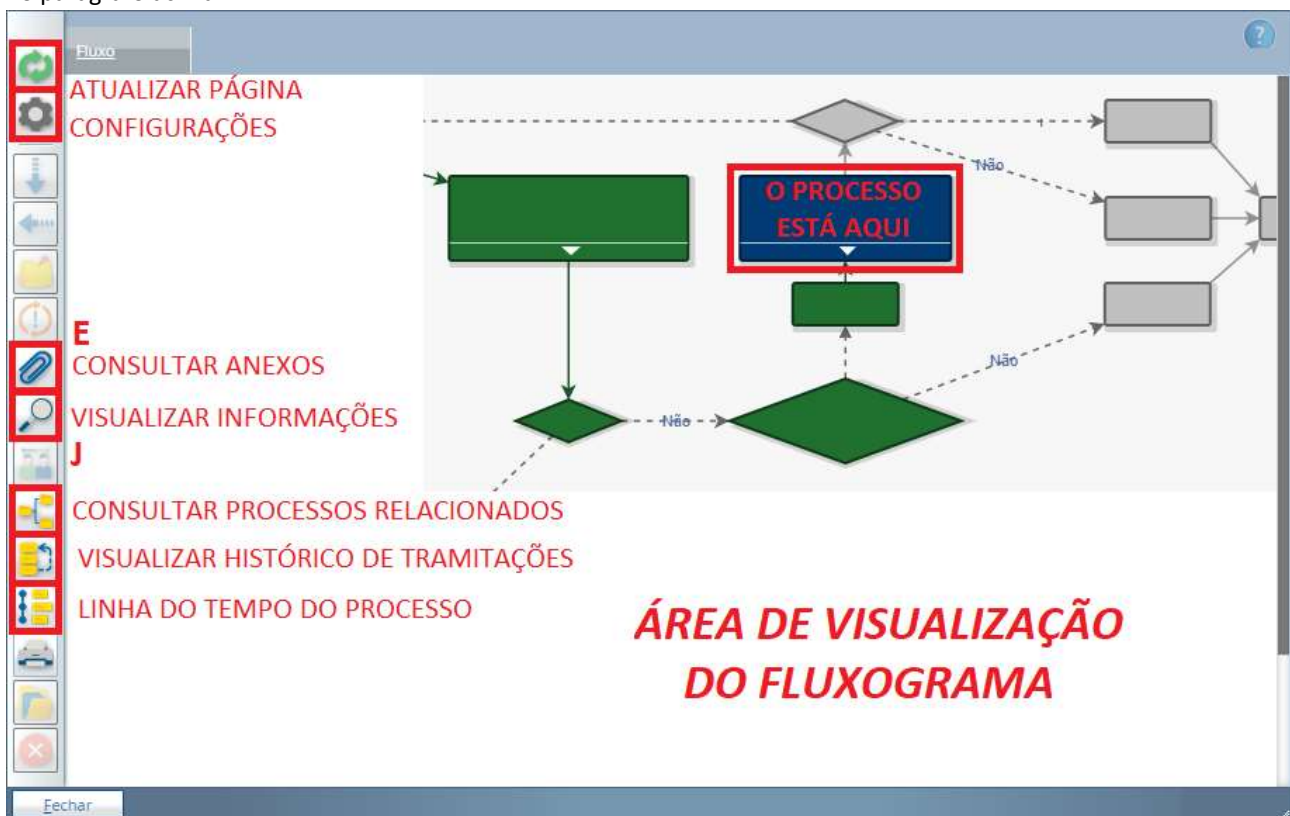 Fluxo
ATUALIZAR PÁGINA
CONFIGURAÇÕES
Não
O PROCESSO
ESTÁ AQUI
E
CONSULTAR ANEXOS
Não
VISUALIZAR INFORMAÇÕES
Não
J
CONSULTAR PROCESSOS RELACIONADOS
VISUALIZAR HISTÓRICO DE TRAMITAÇÕES
LINHA DO TEMPO DO PROCESSO
ÁREA DE VISUALIZAÇÃO
DO FLUXOGRAMA
Fechar